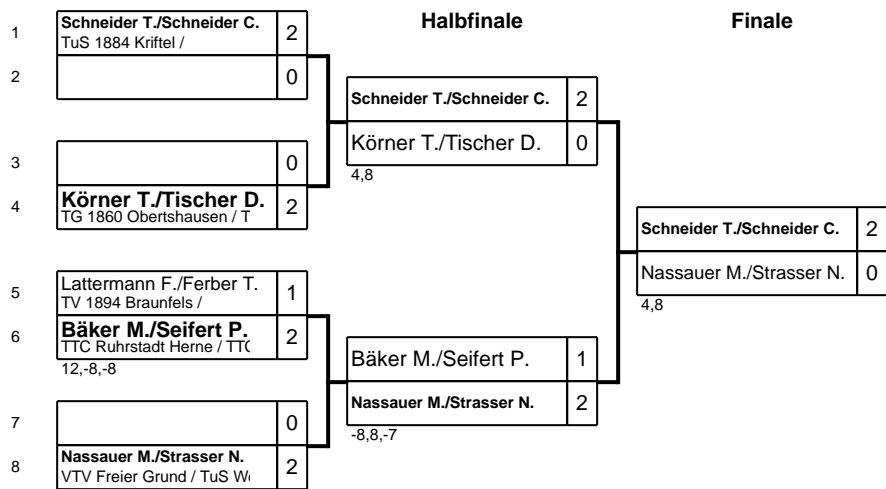 Halbfinale
Finale
1
Schneider T./Schneider C.
TuS 1884 Kriftel /
2
2
0
3
0
4
Körner T./Tischer D.
TG 1860 Obertshausen / T
2
5
Lattermann F./Ferber T.
TV 1894 Braunfels /
1
6
Bäker M./Seifert P.
TTC Ruhrstadt Herne / TTC
2
12,-8,-8
7
0
8
Nassauer M./Strasser N.
VTV Freier Grund / TuS
2
Schneider T./Schneider C.
2
Körner T./Tischer D.
0
4,8
Bäker M./Seifert P.
1
Nassauer M./Strasser N.
2
-8,8,-7
Schneider T./Schneider C.
2
Nassauer M./Strasser N.
0
4,8